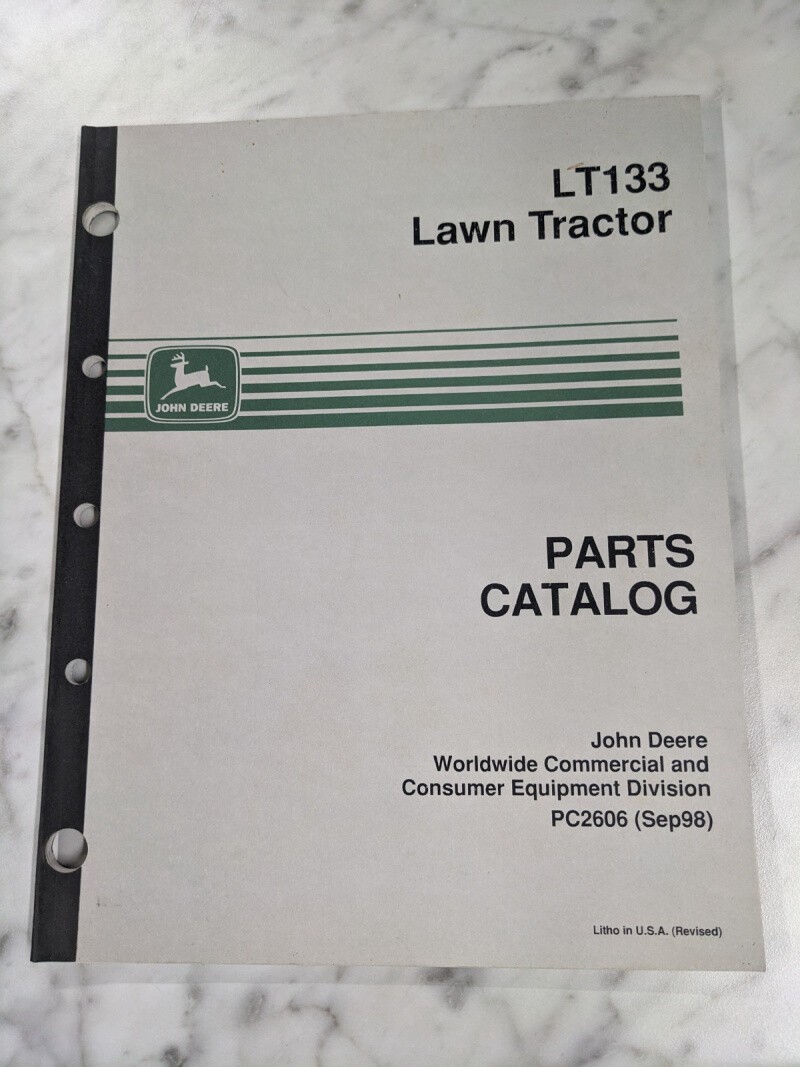 LT133
Lawn Tractor
JOHN DEERE
PARTS
CATALOG
John Deere
Worldwide Commercial and
Consumer Equipment Division
PC2606 (Sep98)
Litho in U.S.A. (Revised)